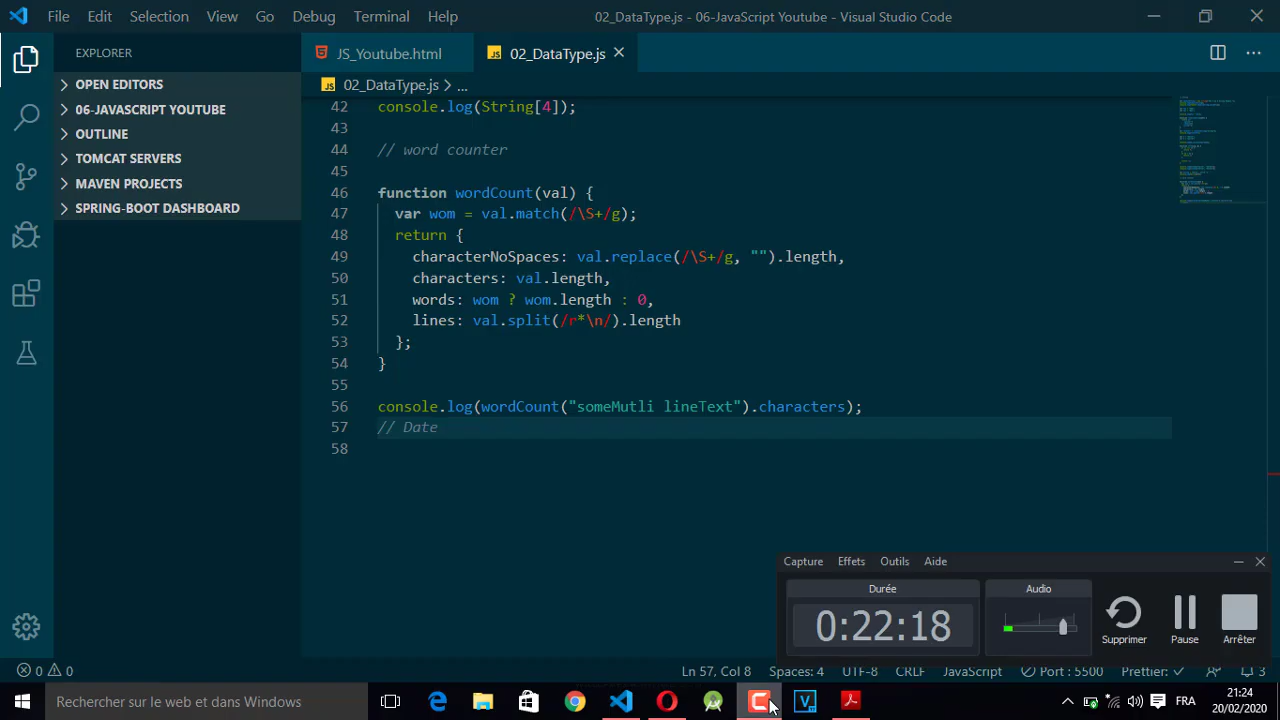 File Edit Selection View Go Debug Terminal Help 02_DataType.js - 06-JavaScript Youtube - Visual Studio Code
EXPLORER
OPEN EDITORS
06-JAVASCRIPT YOUTUBE
OUTLINE
TOMCAT SERVERS
MAVEN PROJECTS
SPRING-BOOT DASHBOARD
JS_Youtube.html JS 02_DataType.js
JS 02_DataType.js > ...
42 console.log(String[4]);
43
44 // word counter
45
46 function wordCount(val) {
47 var wom = val.match(/\S+/g);
48 return {
49 characterNoSpaces: val.replace(/\S+/g, "").length,
50 characters: val.length,
51 words: wom ? wom.length : 0,
52 lines: val.split(/r*\n/).length
53 };
54 }
55
56 console.log(wordCount("someMutli lineText").characters);
57 // Date
58
Capture Effets Outils Aide
Durée
0:22:18
Audio
Supprimer
Pause
Arrêter
0 0 Ln 57, Col 8 Spaces: 4 UTF-8 CRLF JavaScript Port : 5500 Prettier: 3
Rechercher sur le web et dans Windows
FRA
21:24
20/02/2020